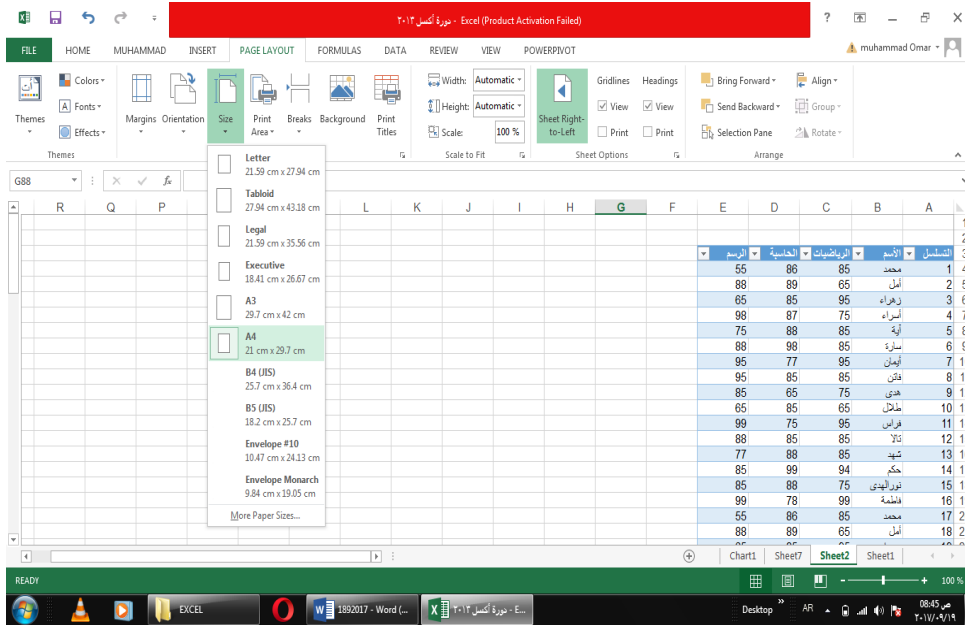 دورة أكسل ٢٠١٣ - Excel (Product Activation Failed)
?
FILE HOME MUHAMMAD INSERT PAGE LAYOUT FORMULAS DATA REVIEW VIEW POWERPIVOT muhammad Omar
Colors Width: Automatic Gridlines Headings Bring Forward Align
Fonts Height: Automatic View View Send Backward Group
Themes Effects Margins Orientation Size Print Area Breaks Background Print Titles Scale: 100 % Sheet Right-to-Left Print Print Selection Pane Rotate
Themes Scale to Fit Sheet Options Arrange
G88 fx
Letter
21.59 cm x 27.94 cm
Tabloid
27.94 cm x 43.18 cm
Legal
21.59 cm x 35.56 cm
Executive
18.41 cm x 26.67 cm
A3
29.7 cm x 42 cm
A4
21 cm x 29.7 cm
B4 (JIS)
25.7 cm x 36.4 cm
B5 (JIS)
18.2 cm x 25.7 cm
Envelope #10
10.47 cm x 24.13 cm
Envelope Monarch
9.84 cm x 19.05 cm
More Paper Sizes...
R Q P L K J I H G F E D C B A
التسلسل الأسم الرياضيات الحاسبة الرسم
1 محمد 85 86 55
2 أمل 65 89 88
3 زهراء 95 85 65
4 أسراء 75 87 98
5 أية 85 88 75
6 سارة 85 98 88
7 أيمان 95 77 95
8 فاتن 85 85 95
9 هدى 75 65 85
10 طلال 65 85 65
11 فراس 95 75 99
12 تالا 85 85 88
13 شهد 85 88 77
14 حكم 94 99 85
15 نورالهدى 75 88 85
16 فاطمة 99 78 99
17 محمد 85 86 55
18 أمل 65 89 88
Chart1 Sheet7 Sheet2 Sheet1
READY 100 %
EXCEL 1892017 - Word (... دورة أكسل ٢٠١٣ - E... Desktop AR 08:45 ص
٢٠١٧/٠٩/١٩